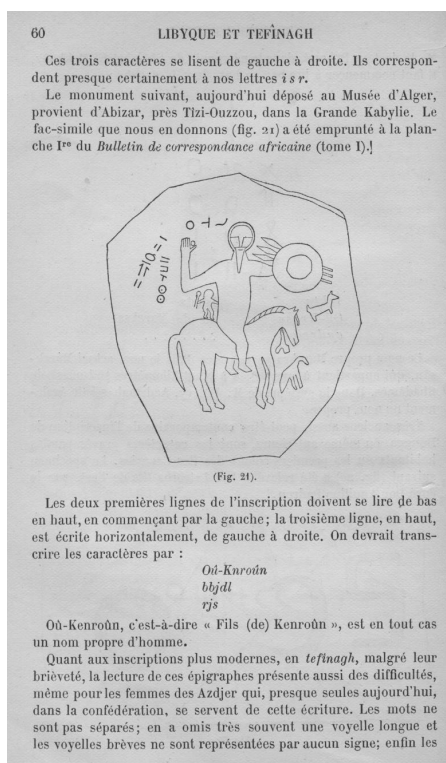 60 LIBYQUE ET TEFÎNAGH
Ces trois caractères se lisent de gauche à droite. Ils correspon-
dent presque certainement à nos lettres i s r.
Le monument suivant, aujourd'hui déposé au Musée d'Alger,
provient d'Abizar, près Tizi-Ouzzou, dans la Grande Kabylie. Le
fac-simile que nous en donnons (fig. 21) a été emprunté à la plan-
che Ire du Bulletin de correspondance africaine (tome I).
(Fig. 21).
Les deux premières lignes de l'inscription doivent se lire de bas
en haut, en commençant par la gauche ; la troisième ligne, en haut,
est écrite horizontalement, de gauche à droite. On devrait trans-
crire les caractères par :
Oû-Knroûn
bbjdl
rjs
Oû-Kenroûn, c'est-à-dire « Fils (de) Kenroûn », est en tout cas
un nom propre d'homme.
Quant aux inscriptions plus modernes, en tefînagh, malgré leur
brièveté, la lecture de ces épigraphes présente aussi des difficultés,
même pour les femmes des Azdjer qui, presque seules aujourd'hui,
dans la confédération, se servent de cette écriture. Les mots ne
sont pas séparés ; en a omis très souvent une voyelle longue et
les voyelles brèves ne sont représentées par aucun signe ; enfin les